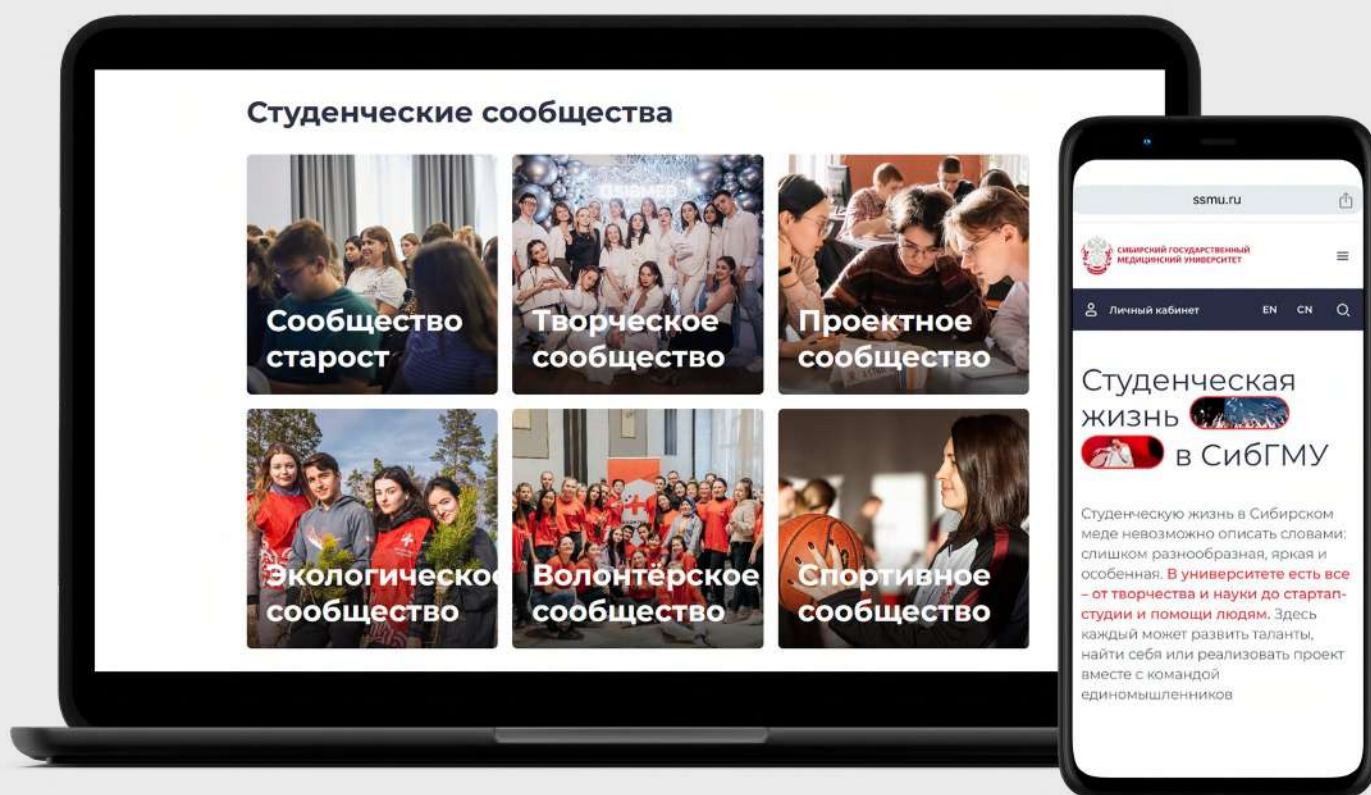 Студенческие сообщества
SIBMED
Сообщество
старост
Творческое
сообщество
Проектное
сообщество
Экологическое
сообщество
Волонтёрское
сообщество
Спортивное
сообщество
ssmu.ru
СИБИРСКИЙ ГОСУДАРСТВЕННЫЙ
МЕДИЦИНСКИЙ УНИВЕРСИТЕТ
Личный кабинет EN CN
Студенческая
жизнь
в СибГМУ
Студенческую жизнь в Сибирском
меде невозможно описать словами:
слишком разнообразная, яркая и
особенная. В университете есть все
– от творчества и науки до стартап-
студии и помощи людям. Здесь
каждый может развить таланты,
найти себя или реализовать проект
вместе с командой
единомышленников